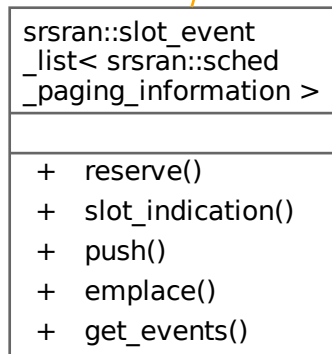 srsran::slot_event
_list< srsran::sched
_paging_information >
+ reserve()
+ slot_indication()
+ push()
+ emplace()
+ get_events()